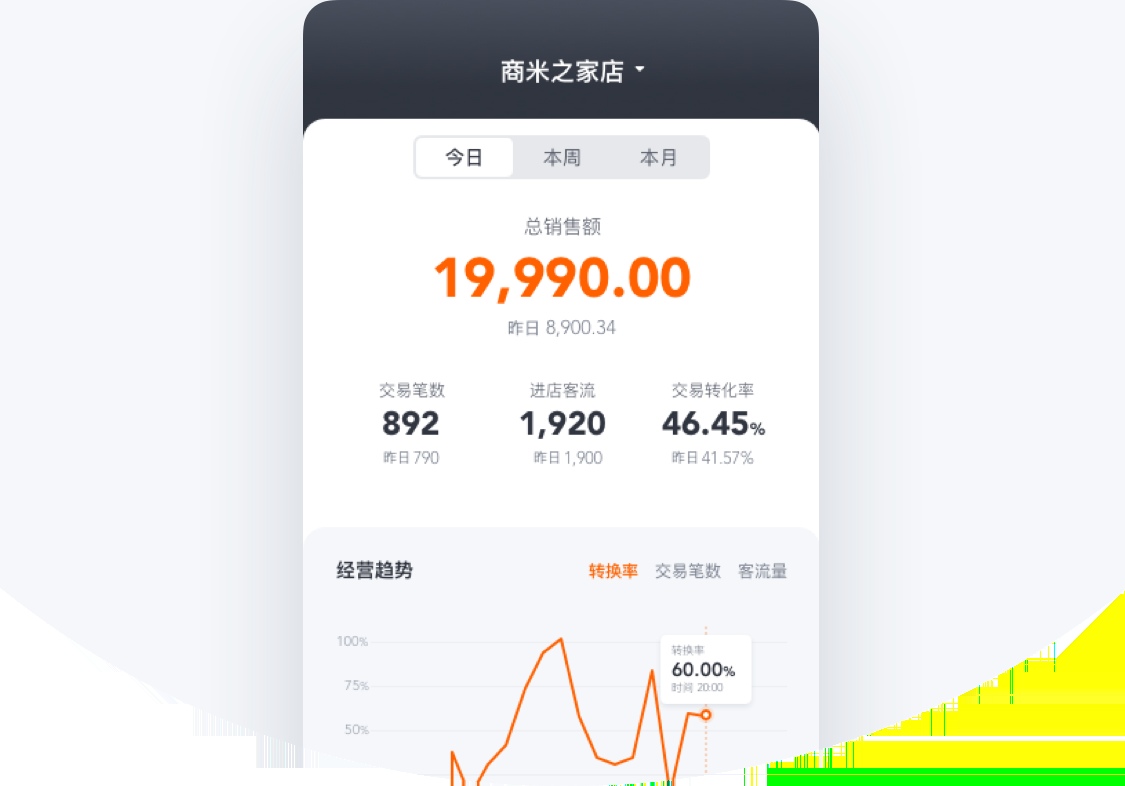 商米之家店
今日 本周 本月
总销售额
19,990.00
昨日 8,900.34
交易笔数 进店客流 交易转化率
892 1,920 46.45%
昨日 790 昨日 1,900 昨日 41.57%
经营趋势 转换率 交易笔数 客流量
100%
转换率
60.00%
75% 时间 20:00
50%